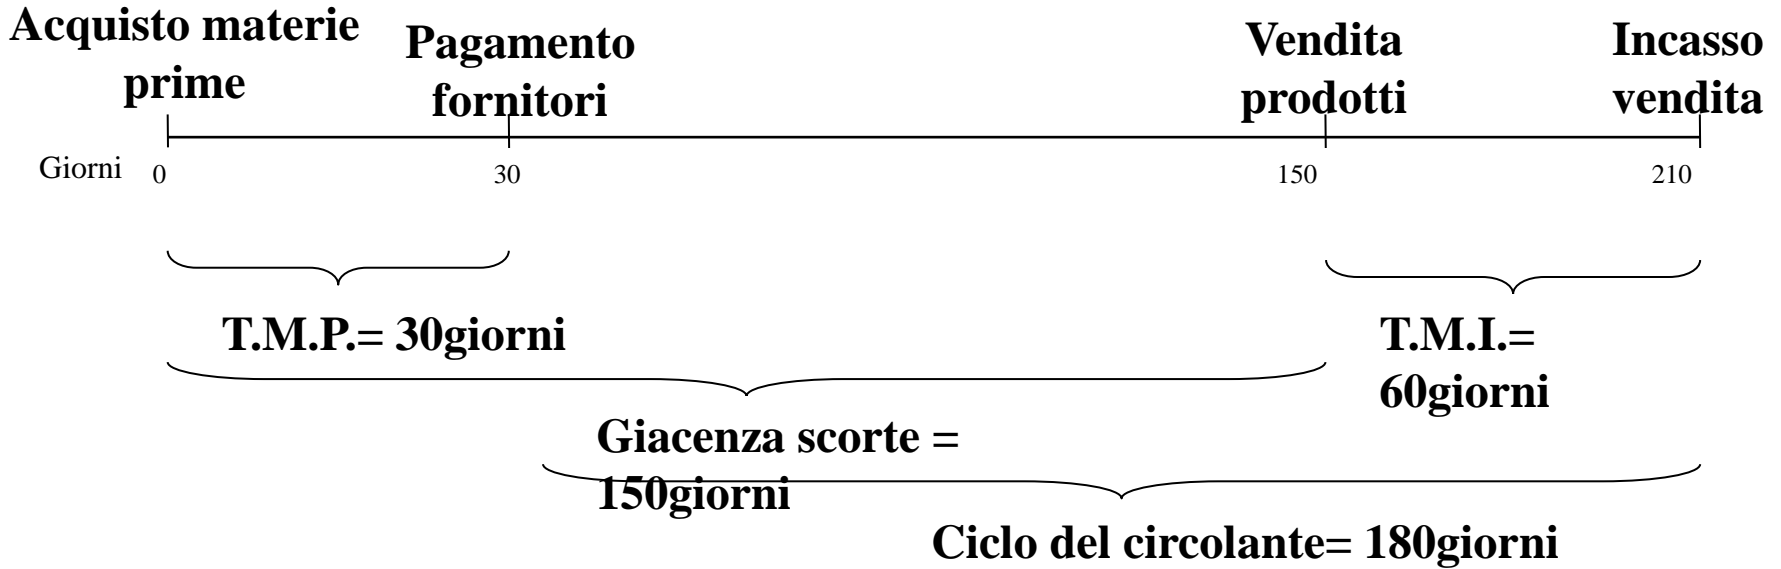 Acquisto materie
prime
Pagamento
fornitori
Vendita
prodotti
Incasso
vendita
Giorni
0
30
150
210
T.M.P.= 30giorni
T.M.I.=
60giorni
Giacenza scorte =
150giorni
Ciclo del circolante= 180giorni